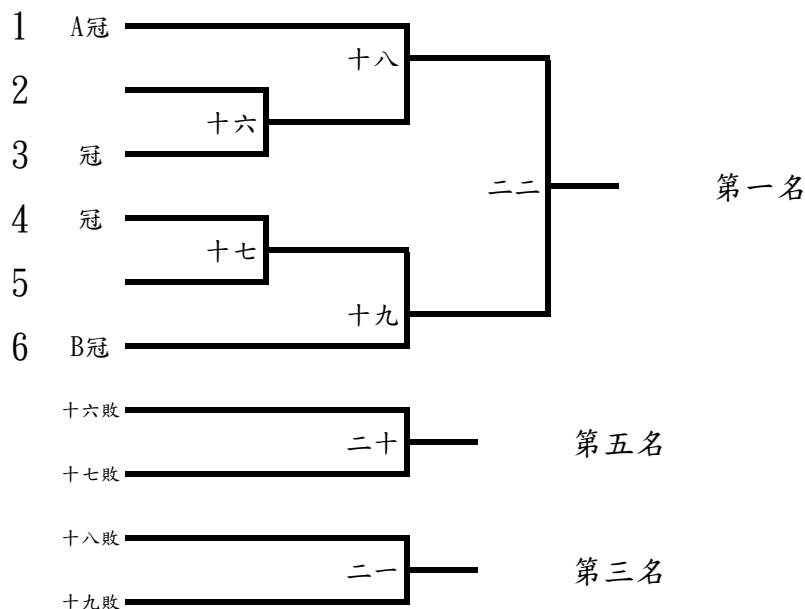 1 A冠
十八
2
十六
3 冠
二二 第一名
4 冠
十七
5
十九
6 B冠
十六敗
二十 第五名
十七敗
十八敗
二一 第三名
十九敗